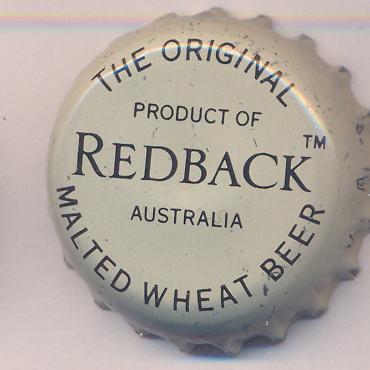 THE ORIGINAL
PRODUCT OF
REDBACK™
AUSTRALIA
MALTED WHEAT BEER